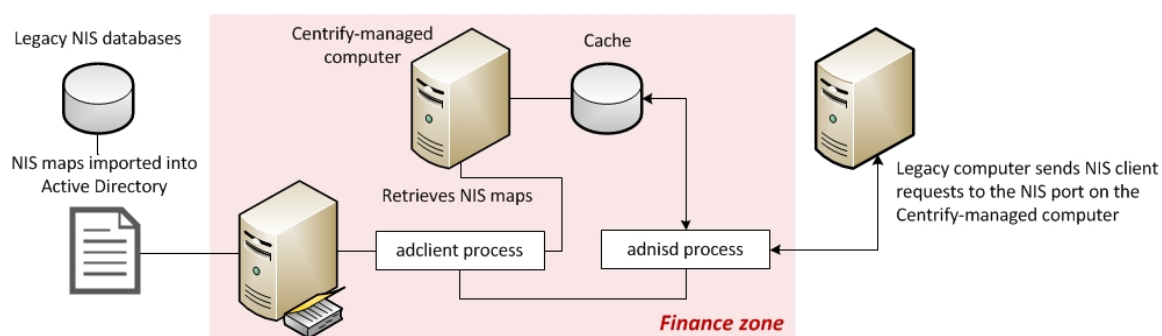 Legacy NIS databases
NIS maps imported into
Active Directory
Centrify-managed
computer
Cache
Retrieves NIS maps
adclient process
adnisd process
Legacy computer sends NIS client
requests to the NIS port on the
Centrify-managed computer
Finance zone